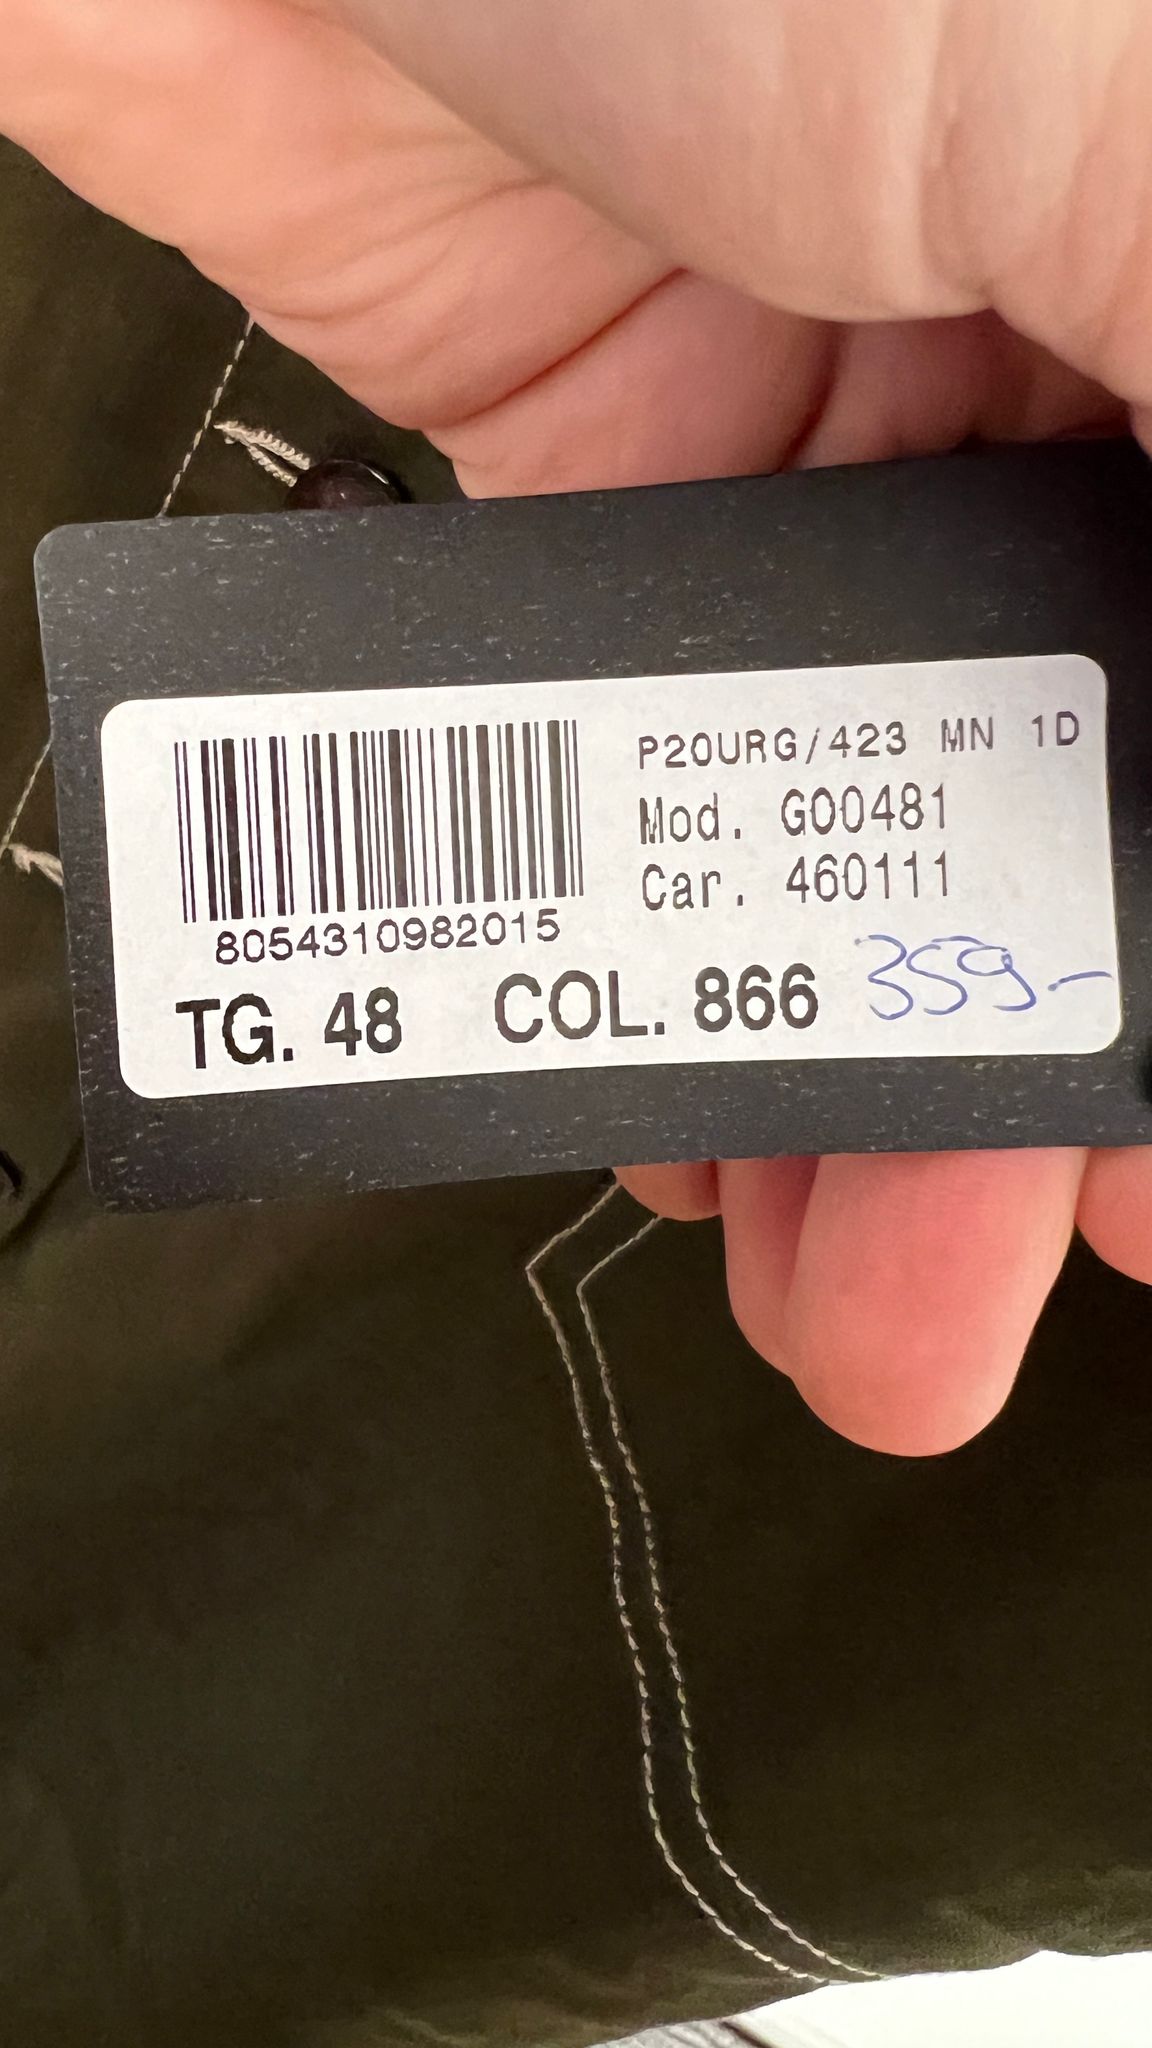 P20URG/423 MN 1D
Mod. G00481
Car. 460111
8054310982015
359.-
TG. 48 COL. 866